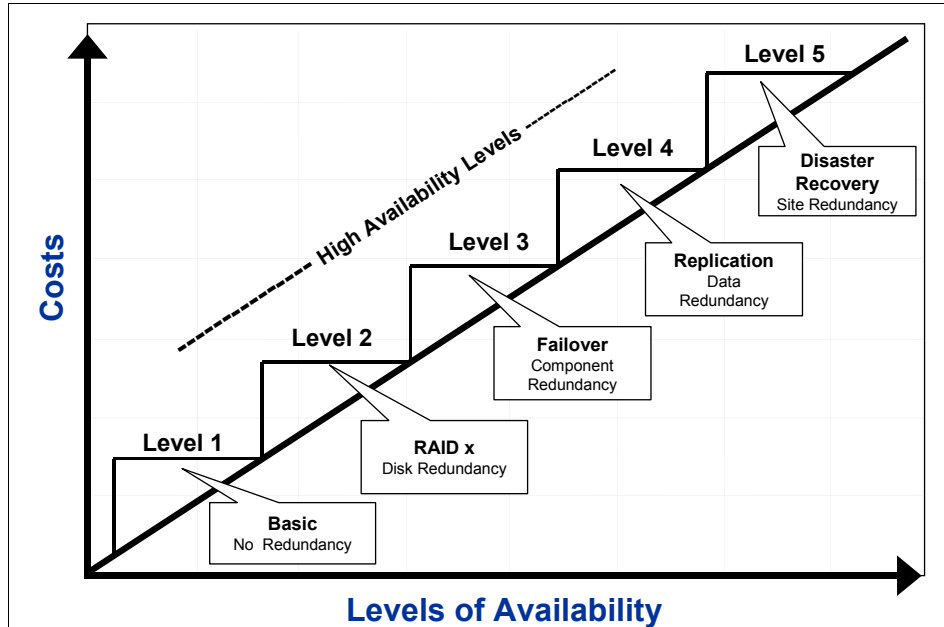 Level 5
Disaster
Recovery
Site Redundancy
Level 4
Replication
Data
Redundancy
High Availability Levels
Level 3
Failover
Component
Redundancy
Level 2
RAID x
Disk Redundancy
Level 1
Basic
No Redundancy
Costs
Levels of Availability